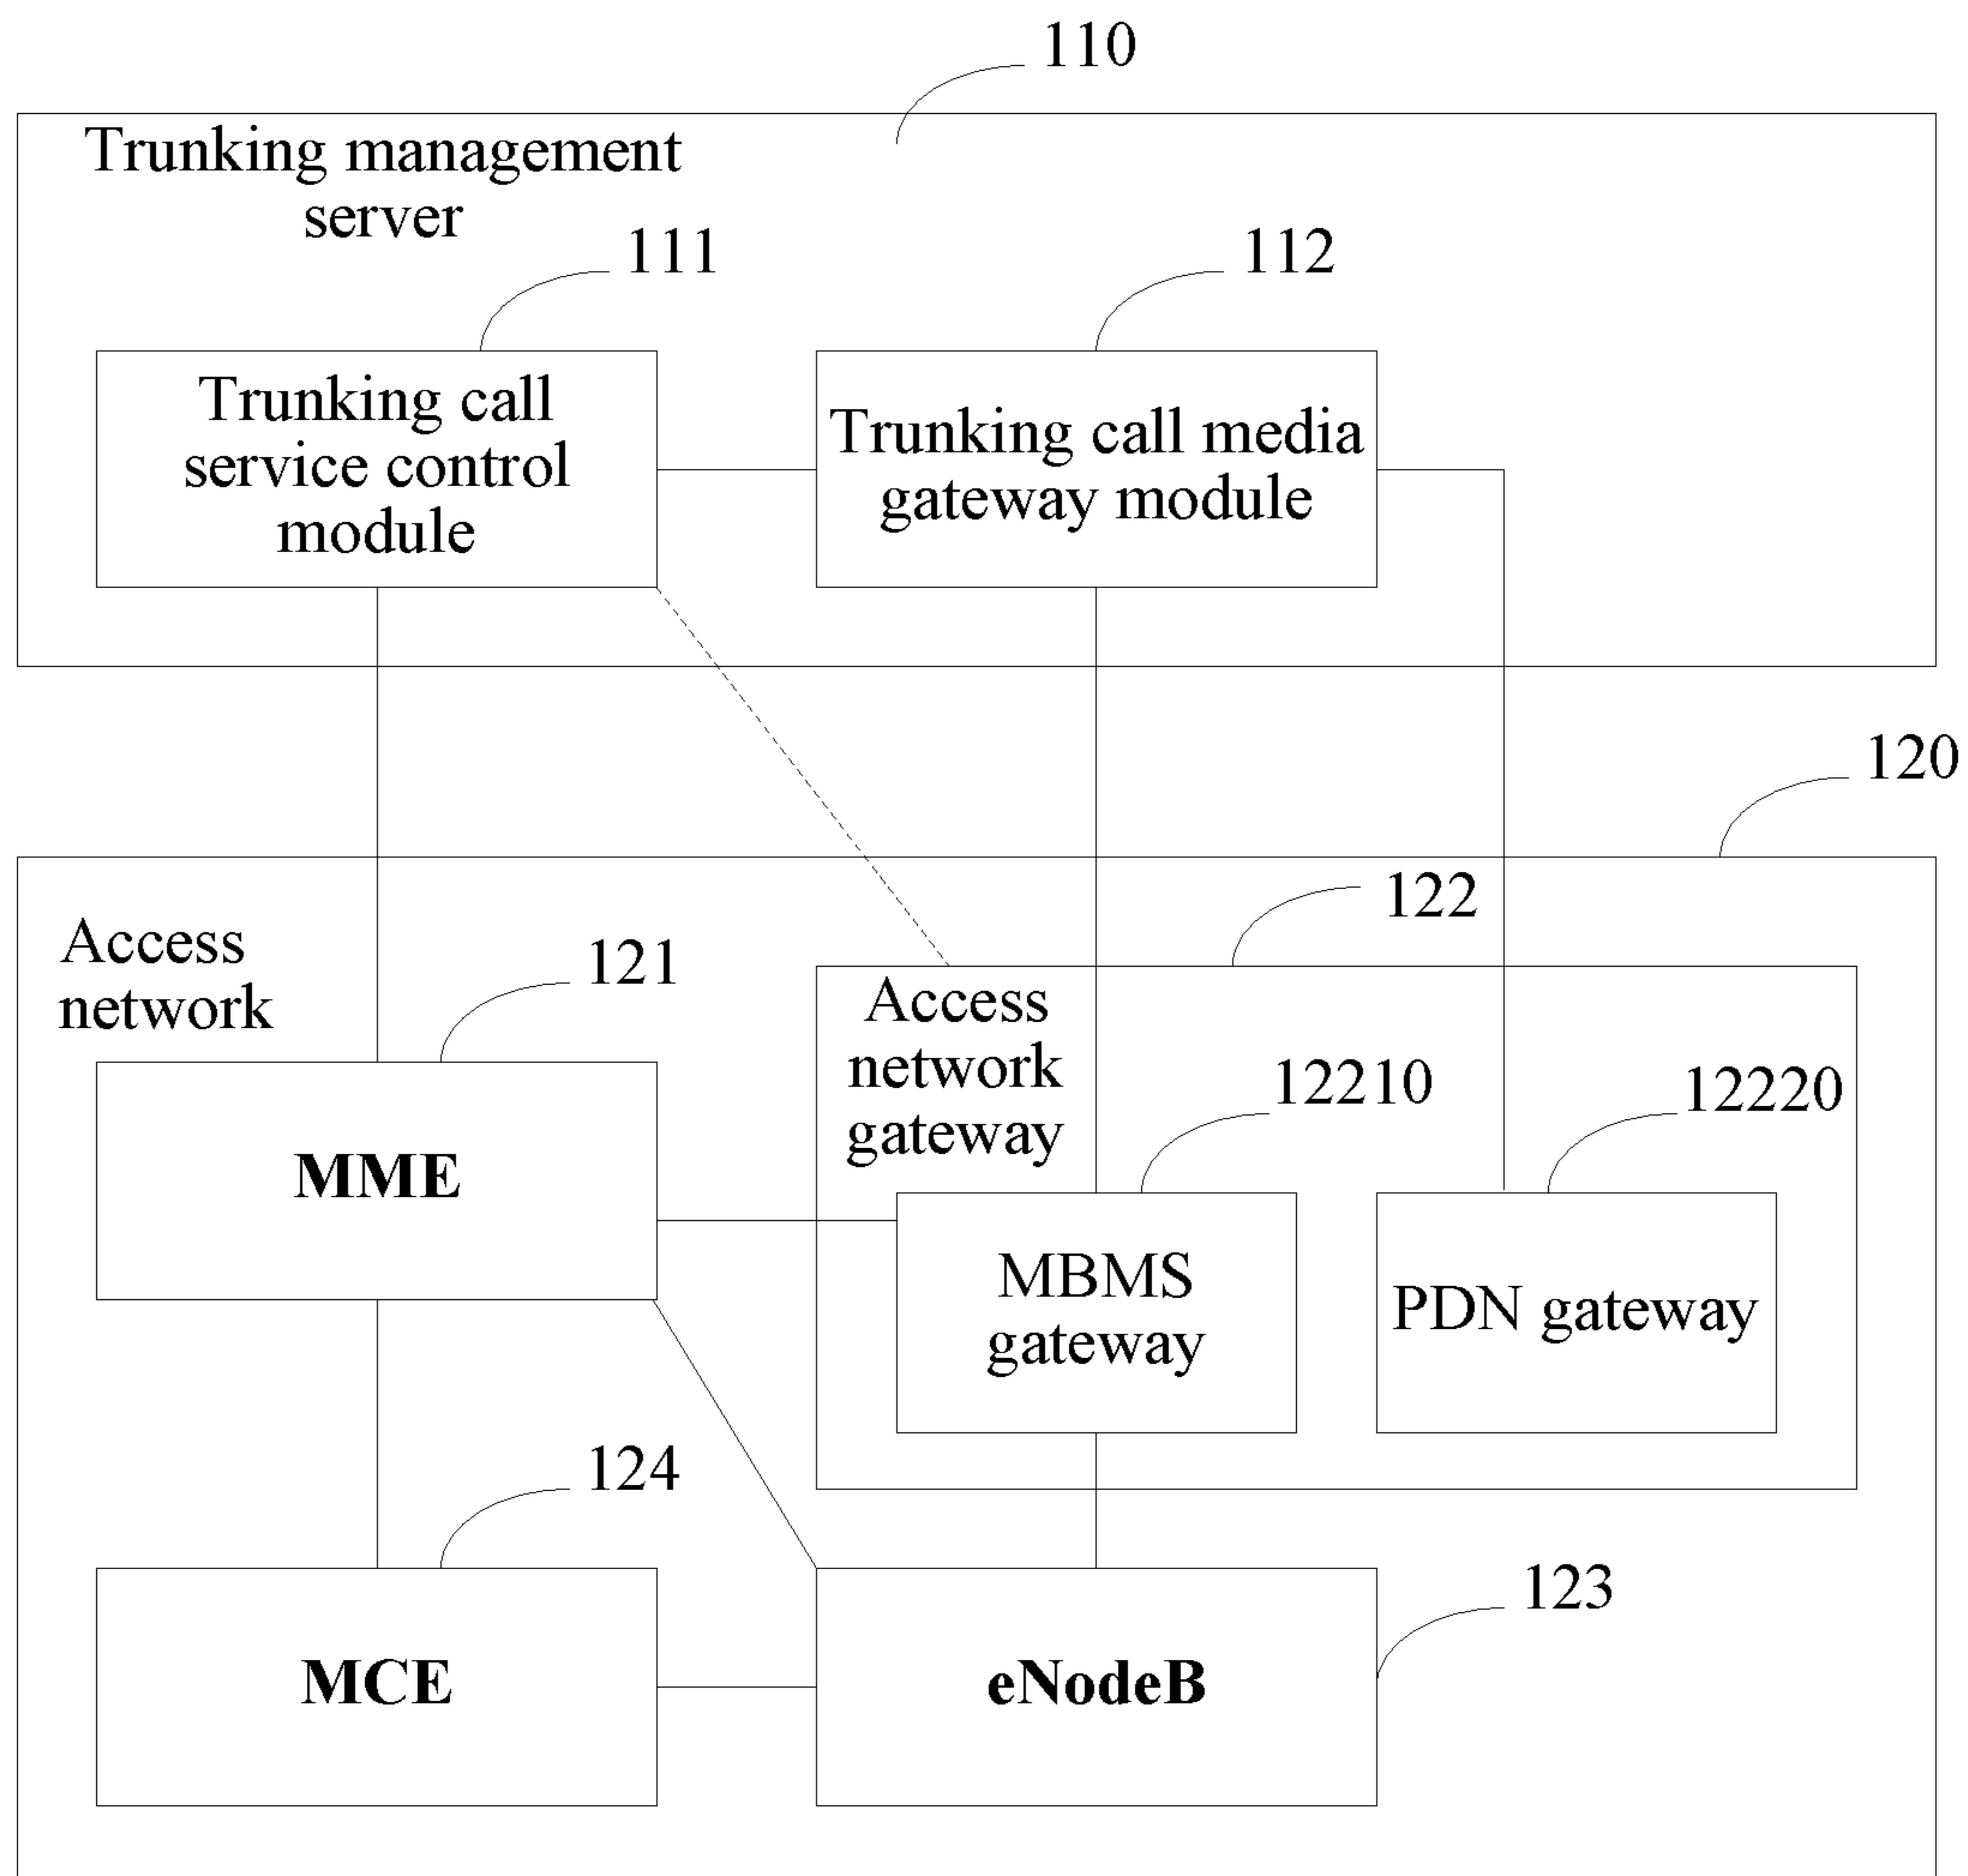 110
Trunking management
server
111
112
Trunking call
service control
module
Trunking call media
gateway module
120
122
Access
network
121
Access
network
gateway
12210
12220
MME
MBMS
gateway
PDN gateway
124
123
MCE
eNodeB